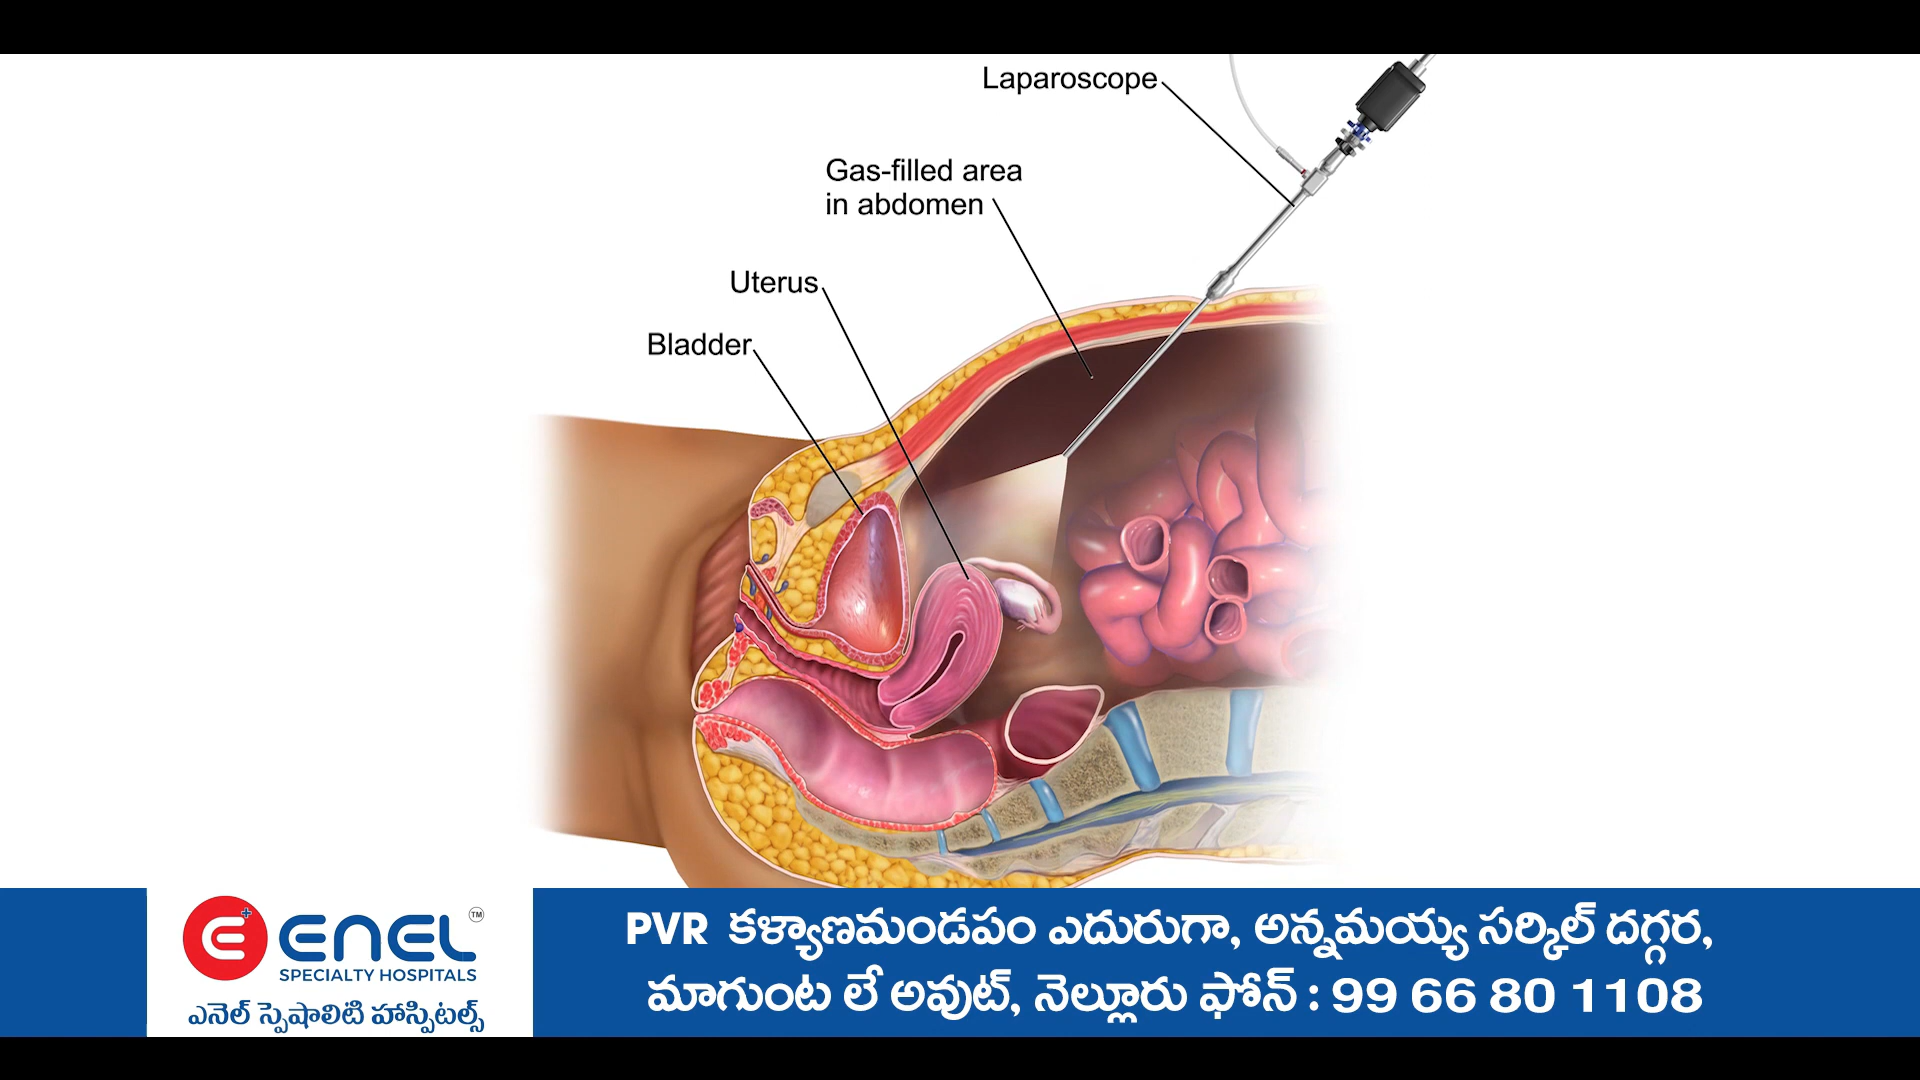 Laparoscope
Gas-filled area
in abdomen
Uterus
Bladder
ENEL™
SPECIALTY HOSPITALS
ఎనెల్ స్పెషాలిటి హాస్పిటల్స్
PVR కళ్యాణమండపం ఎదురుగా, అన్నమయ్య సర్కిల్ దగ్గర,
మాగుంట లే అవుట్, నెల్లూరు ఫోన్ : 99 66 80 1108